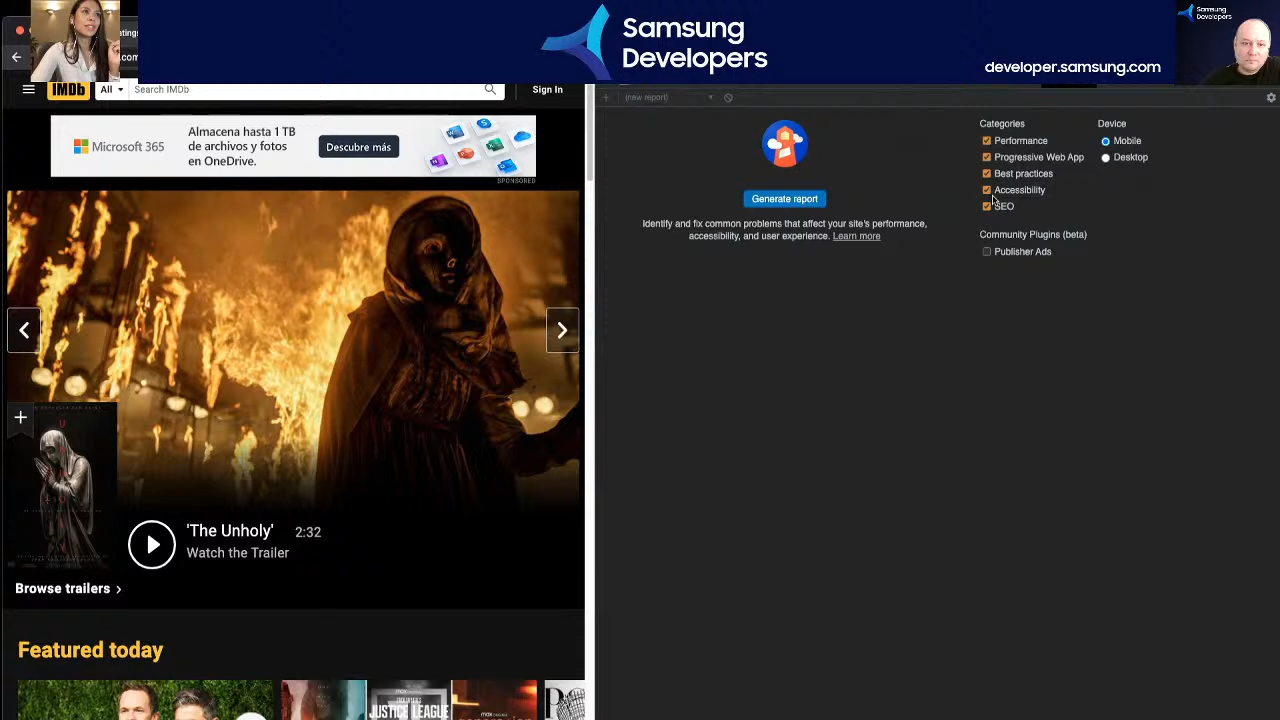 Samsung
Developers
developer.samsung.com
Samsung
Developers
IMDb
All
Search IMDb
Sign In
Microsoft 365
Almacena hasta 1 TB
de archivos y fotos
en OneDrive.
Descubre más
SPONSORED
'The Unholy' 2:32
Watch the Trailer
Browse trailers
Featured today
JUSTICE LEAGUE
(new report)
Generate report
Identify and fix common problems that affect your site's performance,
accessibility, and user experience. Learn more
Categories
Performance
Progressive Web App
Best practices
Accessibility
SEO
Community Plugins (beta)
Publisher Ads
Device
Mobile
Desktop